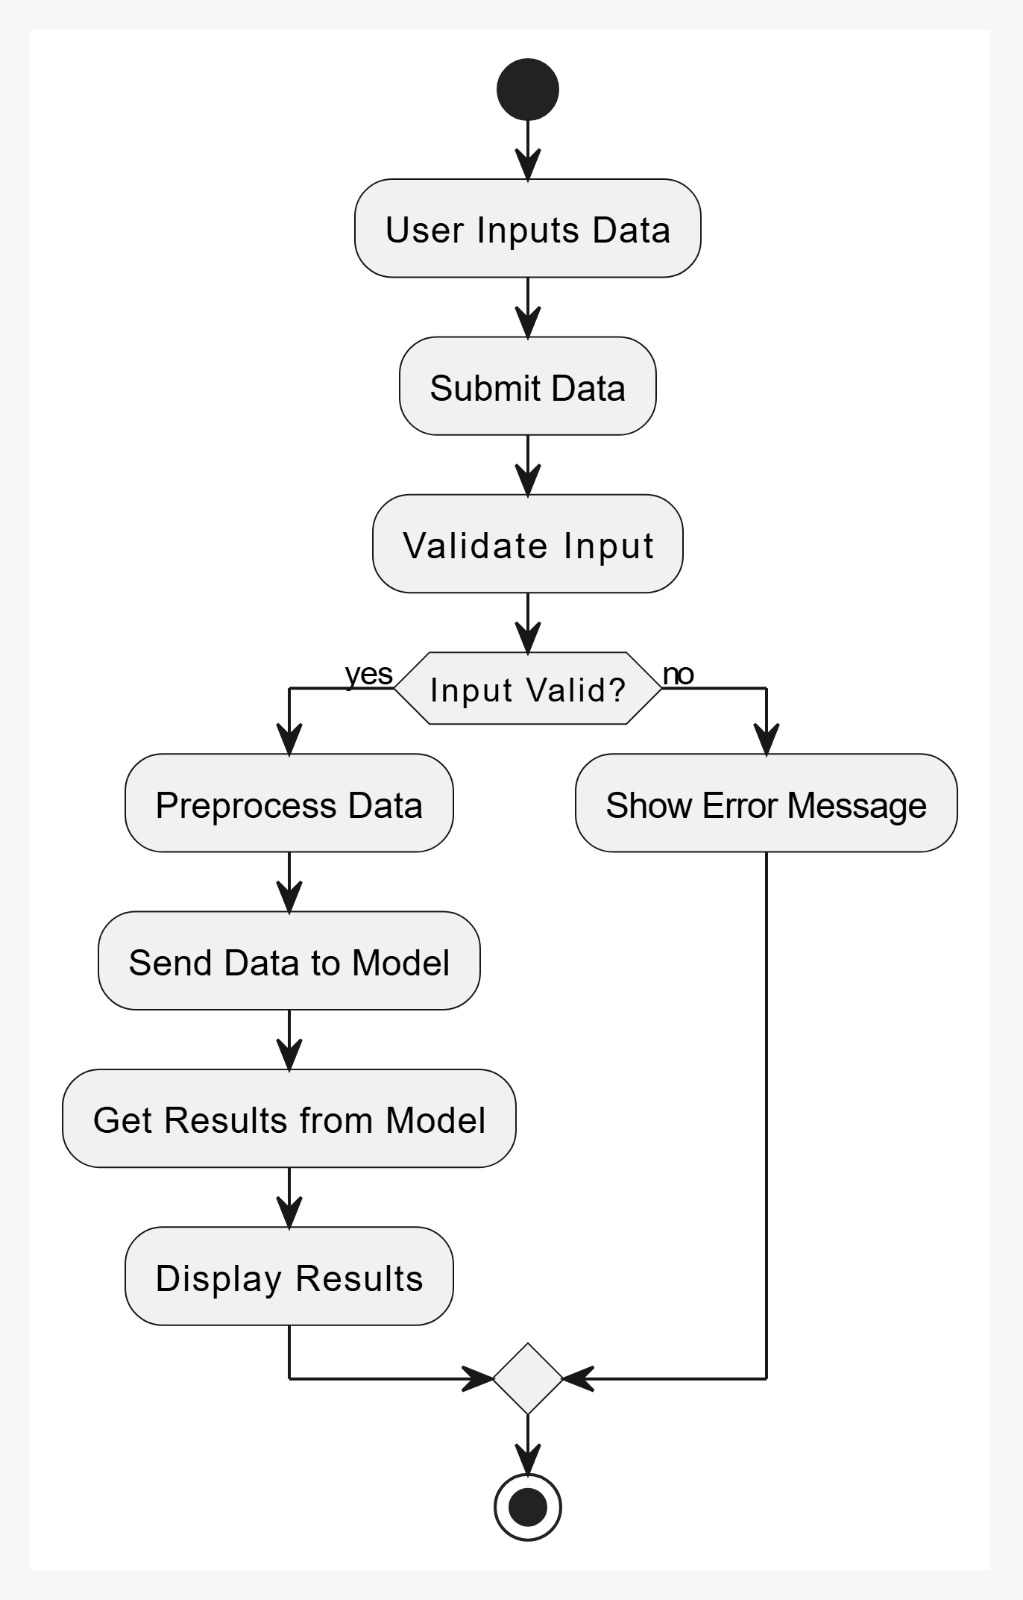 User Inputs Data
Submit Data
Validate Input
yes
Input Valid?
no
Preprocess Data
Show Error Message
Send Data to Model
Get Results from Model
Display Results